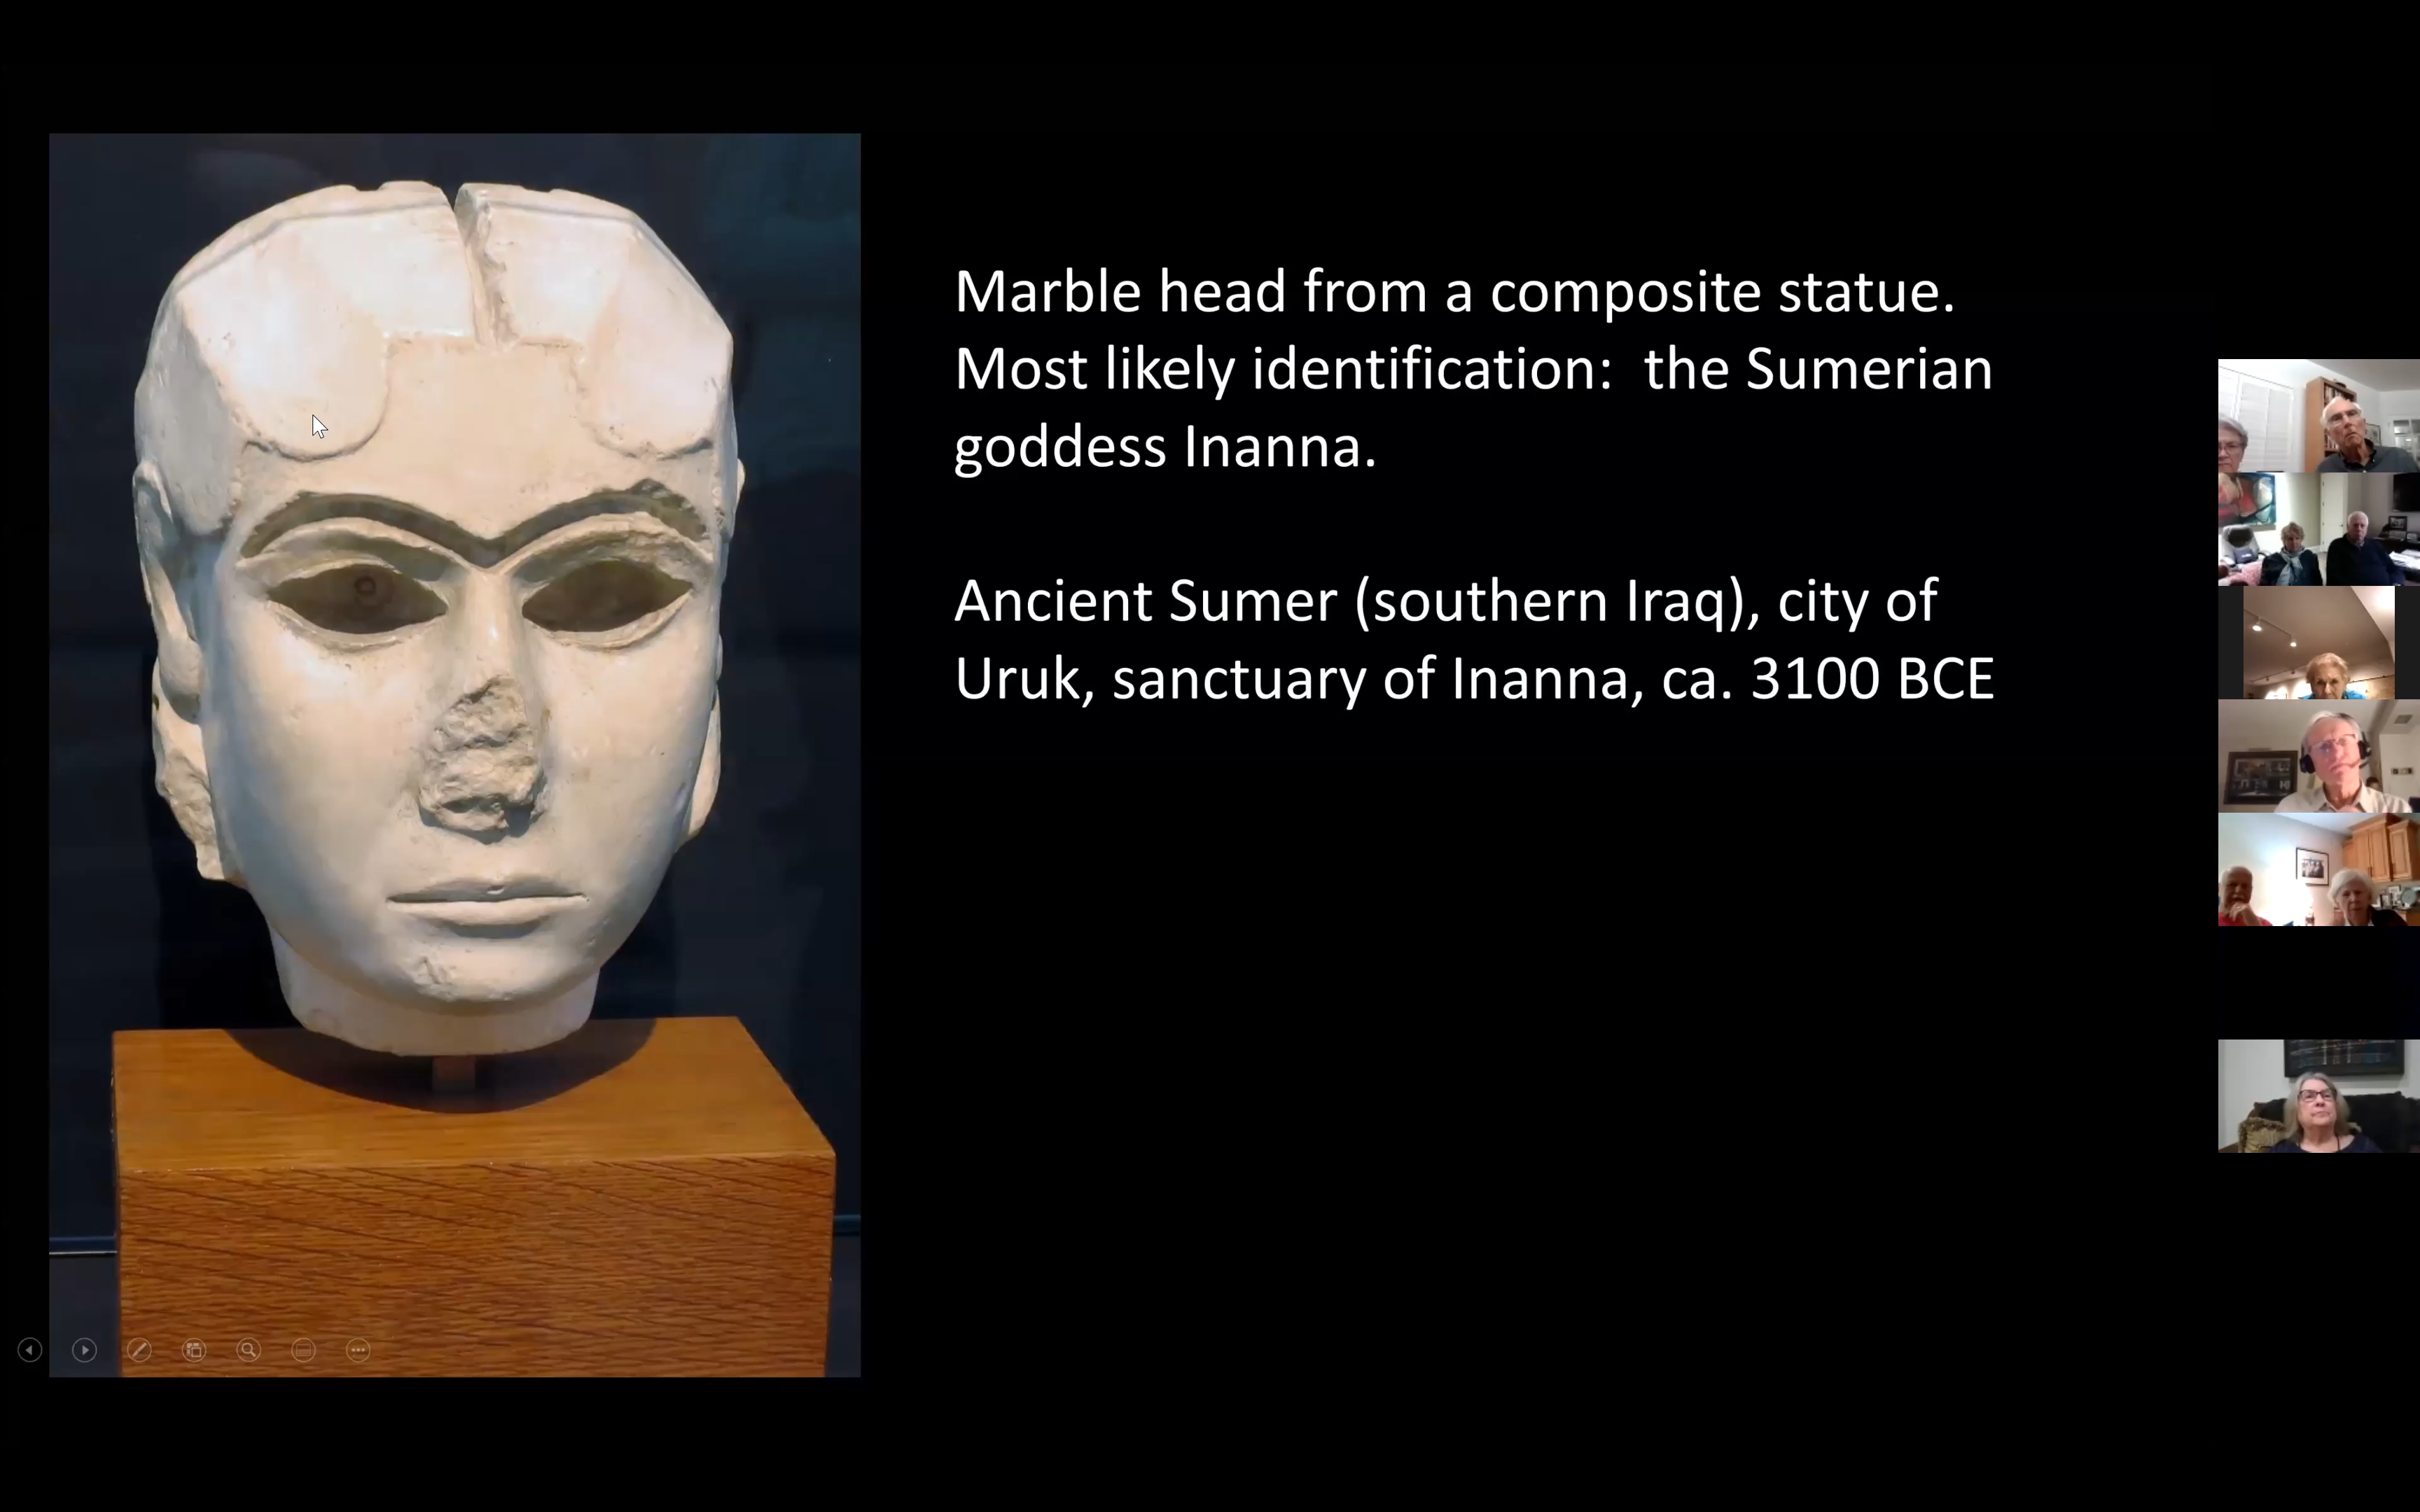 Marble head from a composite statue.
Most likely identification:  the Sumerian
goddess Inanna.
Ancient Sumer (southern Iraq), city of
Uruk, sanctuary of Inanna, ca. 3100 BCE